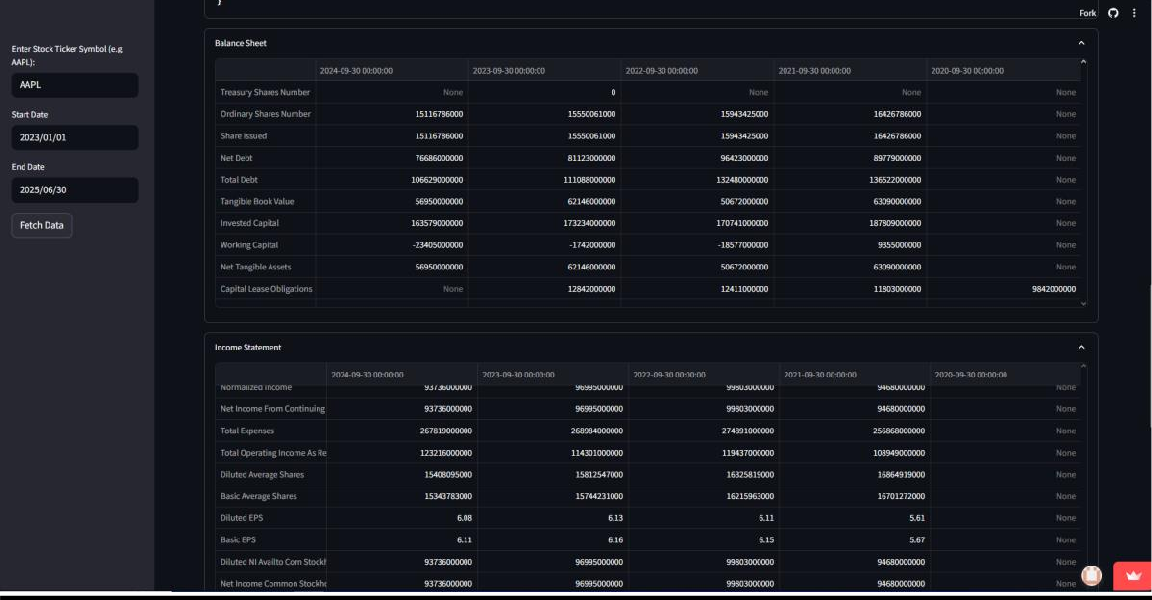 }
Fork
Enter Stock Ticker Symbol (e.g
AAPL):
AAPL
Start Date
2023/01/01
End Date
2025/06/30
Fetch Data
Balance Sheet
2024-09-30 00:00:00 2023-09-30 00:00:00 2022-09-30 00:00:00 2021-09-30 00:00:00 2020-09-30 00:00:00
Treasury Shares Number None 0 None None None
Ordinary Shares Number 15116786000 15550061000 15943425000 16426786000 None
Share Issued 15116786000 15550061000 15943425000 16426786000 None
Net Debt 76686000000 81123000000 96423000000 89779000000 None
Total Debt 106629000000 111088000000 132480000000 136522000000 None
Tangible Book Value 56950000000 62146000000 50672000000 63090000000 None
Invested Capital 163579000000 173234000000 170741000000 187809000000 None
Working Capital -23405000000 -1742000000 -18577000000 9355000000 None
Net Tangible Assets 56950000000 62146000000 50672000000 63090000000 None
Capital Lease Obligations None 12842000000 12411000000 11803000000 9842000000
Income Statement
2024-09-30 00:00:00 2023-09-30 00:00:00 2022-09-30 00:00:00 2021-09-30 00:00:00 2020-09-30 00:00:00
Normalized Income 93736000000 96995000000 99803000000 94680000000 None
Net Income From Continuing 93736000000 96995000000 99803000000 94680000000 None
Total Expenses 267819000000 268984000000 274891000000 256868000000 None
Total Operating Income As Re 123216000000 114301000000 119437000000 108949000000 None
Diluted Average Shares 15408095000 15812547000 16325819000 16864919000 None
Basic Average Shares 15343783000 15744231000 16215963000 16701272000 None
Diluted EPS 6.08 6.13 6.11 5.61 None
Basic EPS 6.11 6.16 6.15 5.67 None
Diluted NI Availto Com Stockh 93736000000 96995000000 99803000000 94680000000 None
Net Income Common Stockho 93736000000 96995000000 99803000000 94680000000 None